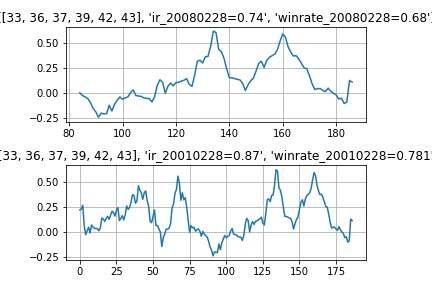 [[33, 36, 37, 39, 42, 43], 'ir_20080228=0.74', 'winrate_20080228=0.68']
0.50
0.25
0.00
−0.25
80 100 120 140 160 180
[33, 36, 37, 39, 42, 43], 'ir_20010228=0.87', 'winrate_20010228=0.781'
0.50
0.25
0.00
−0.25
0 25 50 75 100 125 150 175